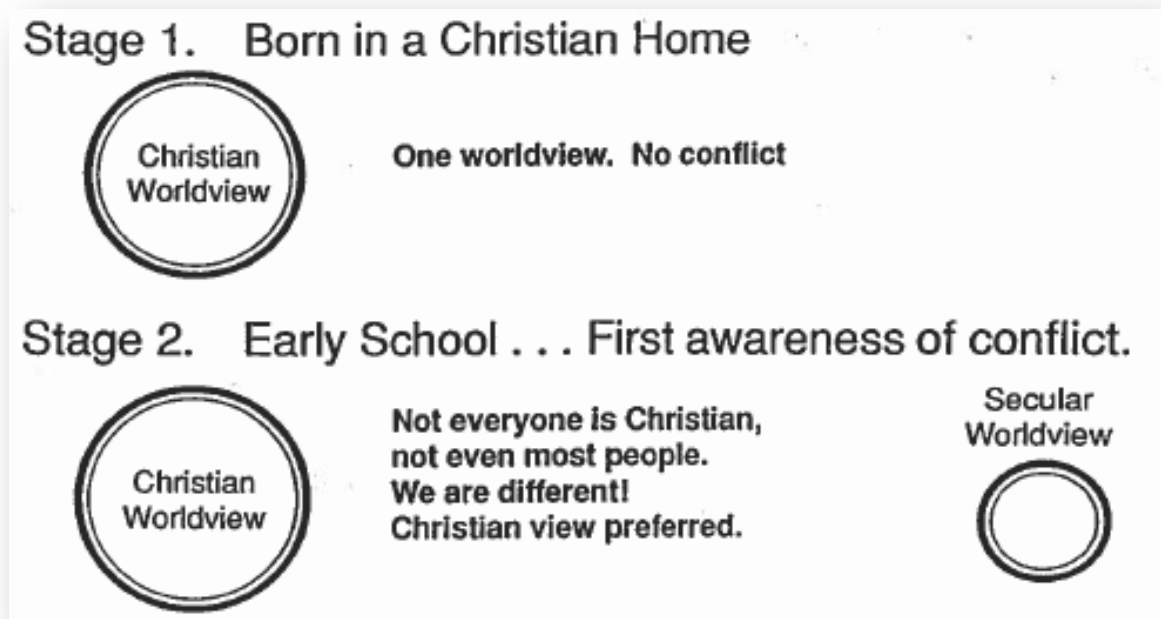 Stage 1. Born in a Christian Home
Christian
Worldview
One worldview. No conflict
Stage 2. Early School . . . First awareness of conflict.
Christian
Worldview
Not everyone is Christian,
not even most people.
We are different!
Christian view preferred.
Secular
Worldview